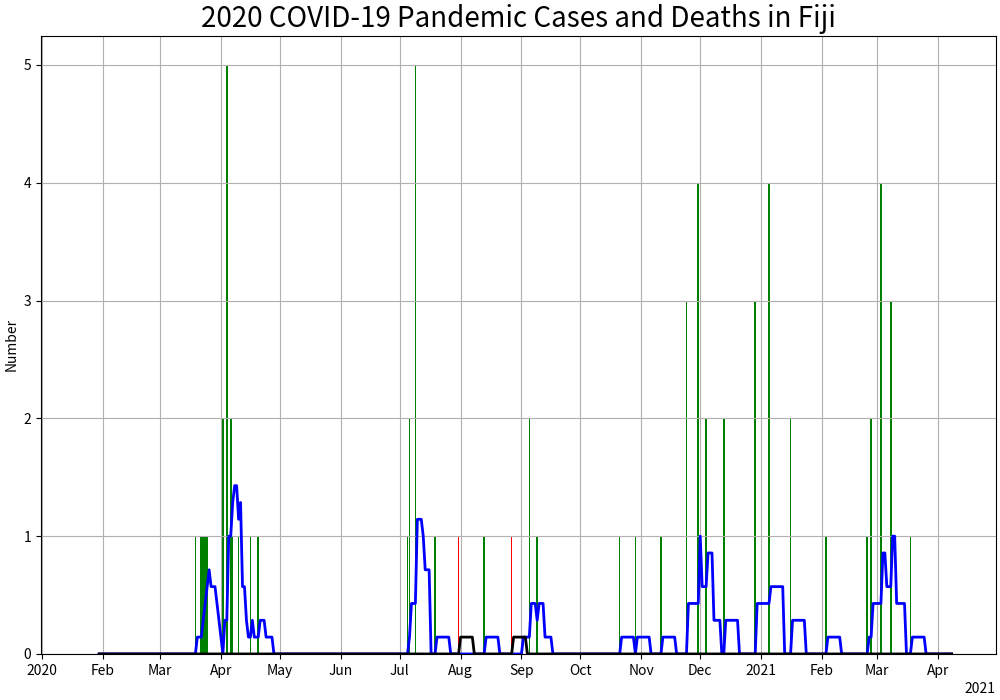 2020 COVID-19 Pandemic Cases and Deaths in Fiji
5
4
3
2
1
0
Number
2020 Feb Mar Apr May Jun Jul Aug Sep Oct Nov Dec 2021 Feb Mar Apr
2021